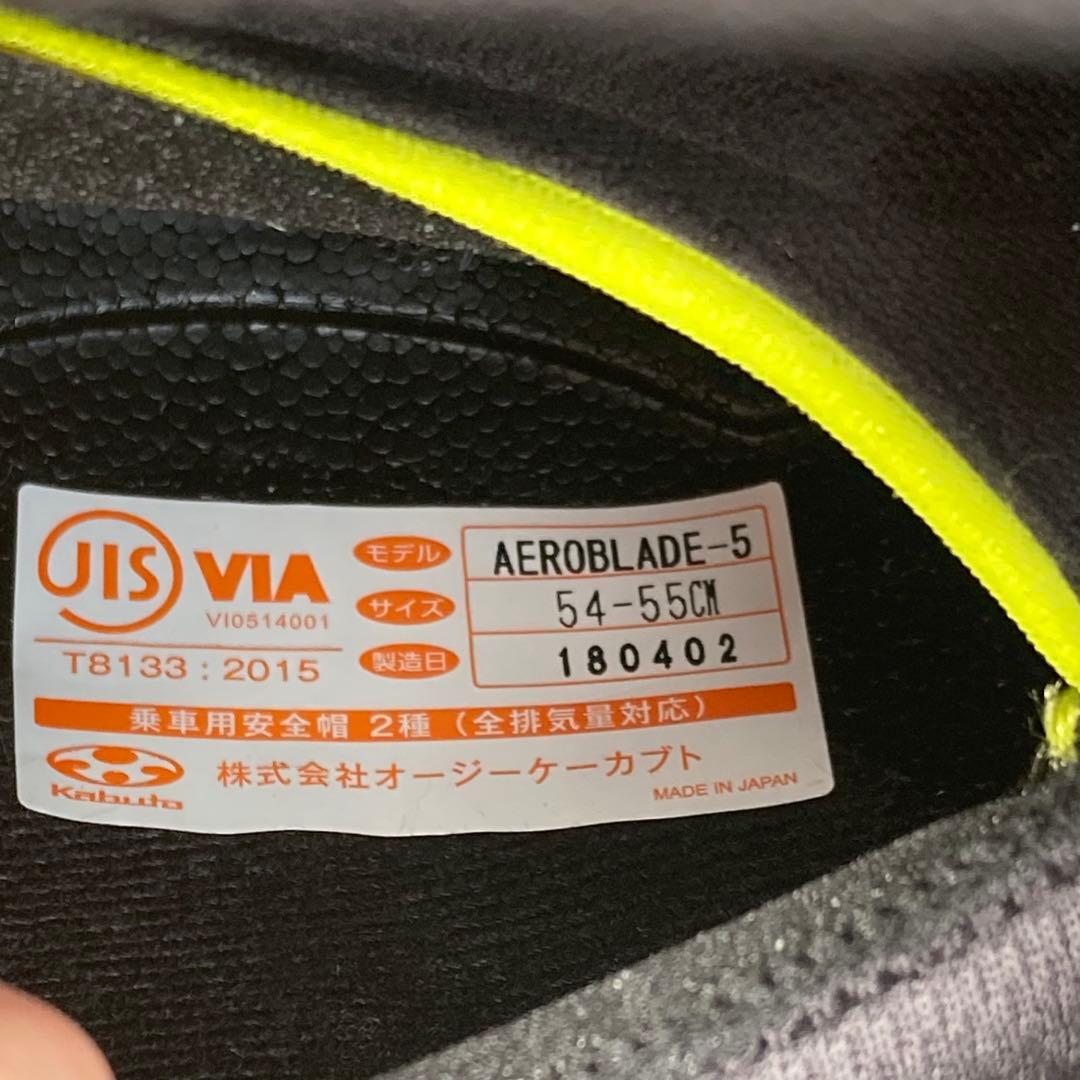 JIS VIA
VI0514001
T8133 : 2015
モデル AEROBLADE-5
サイズ 54-55CM
製造日 180402
乗車用安全帽 2種（全排気量対応）
Kabuto
株式会社オージーケーカブト
MADE IN JAPAN